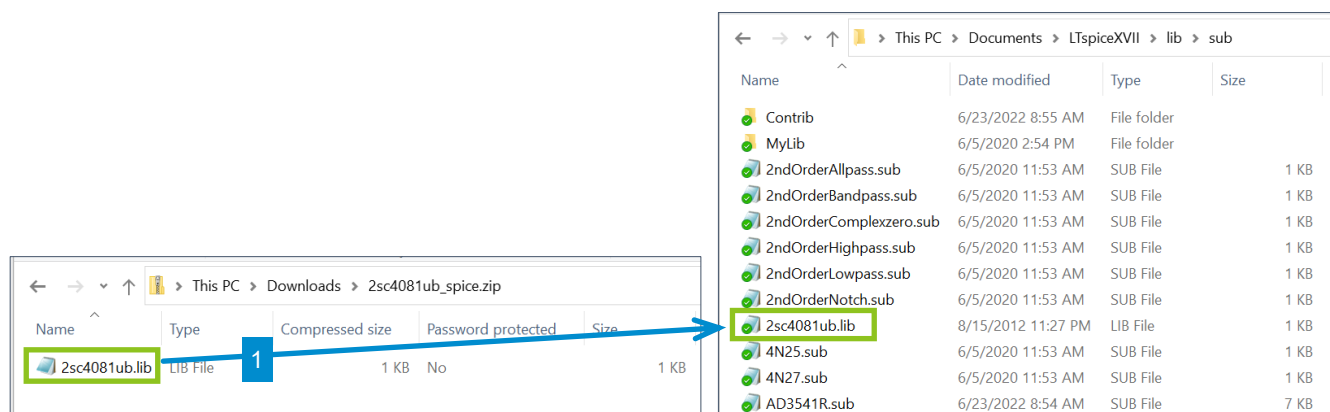 This PC > Documents > LTspiceXVII > lib > sub
Name Date modified Type Size
Contrib 6/23/2022 8:55 AM File folder
MyLib 6/5/2020 2:54 PM File folder
2ndOrderAllpass.sub 6/5/2020 11:53 AM SUB File 1 KB
2ndOrderBandpass.sub 6/5/2020 11:53 AM SUB File 1 KB
2ndOrderComplexzero.sub 6/5/2020 11:53 AM SUB File 1 KB
2ndOrderHighpass.sub 6/5/2020 11:53 AM SUB File 1 KB
2ndOrderLowpass.sub 6/5/2020 11:53 AM SUB File 1 KB
2ndOrderNotch.sub 6/5/2020 11:53 AM SUB File 1 KB
2sc4081ub.lib 8/15/2012 11:27 PM LIB File 1 KB
4N25.sub 6/5/2020 11:53 AM SUB File 1 KB
4N27.sub 6/5/2020 11:53 AM SUB File 1 KB
AD3541R.sub 6/23/2022 8:54 AM SUB File 7 KB
This PC > Downloads > 2sc4081ub_spice.zip
Name Type Compressed size Password protected Size
2sc4081ub.lib LIB File 1 KB No 1 KB
1